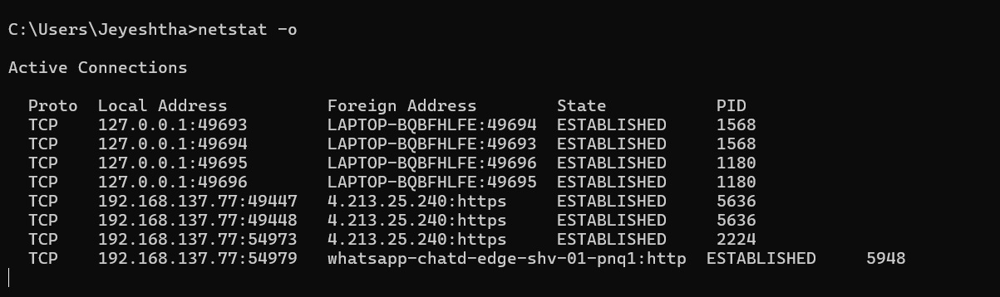 C:\Users\Jeyeshtha>netstat -o
Active Connections
Proto  Local Address          Foreign Address        State           PID
TCP    127.0.0.1:49693        LAPTOP-BQBFHLFE:49694  ESTABLISHED     1568
TCP    127.0.0.1:49694        LAPTOP-BQBFHLFE:49693  ESTABLISHED     1568
TCP    127.0.0.1:49695        LAPTOP-BQBFHLFE:49696  ESTABLISHED     1180
TCP    127.0.0.1:49696        LAPTOP-BQBFHLFE:49695  ESTABLISHED     1180
TCP    192.168.137.77:49447   4.213.25.240:https     ESTABLISHED     5636
TCP    192.168.137.77:49448   4.213.25.240:https     ESTABLISHED     5636
TCP    192.168.137.77:54973   4.213.25.240:https     ESTABLISHED     2224
TCP    192.168.137.77:54979   whatsapp-chatd-edge-shv-01-pnq1:http  ESTABLISHED     5948